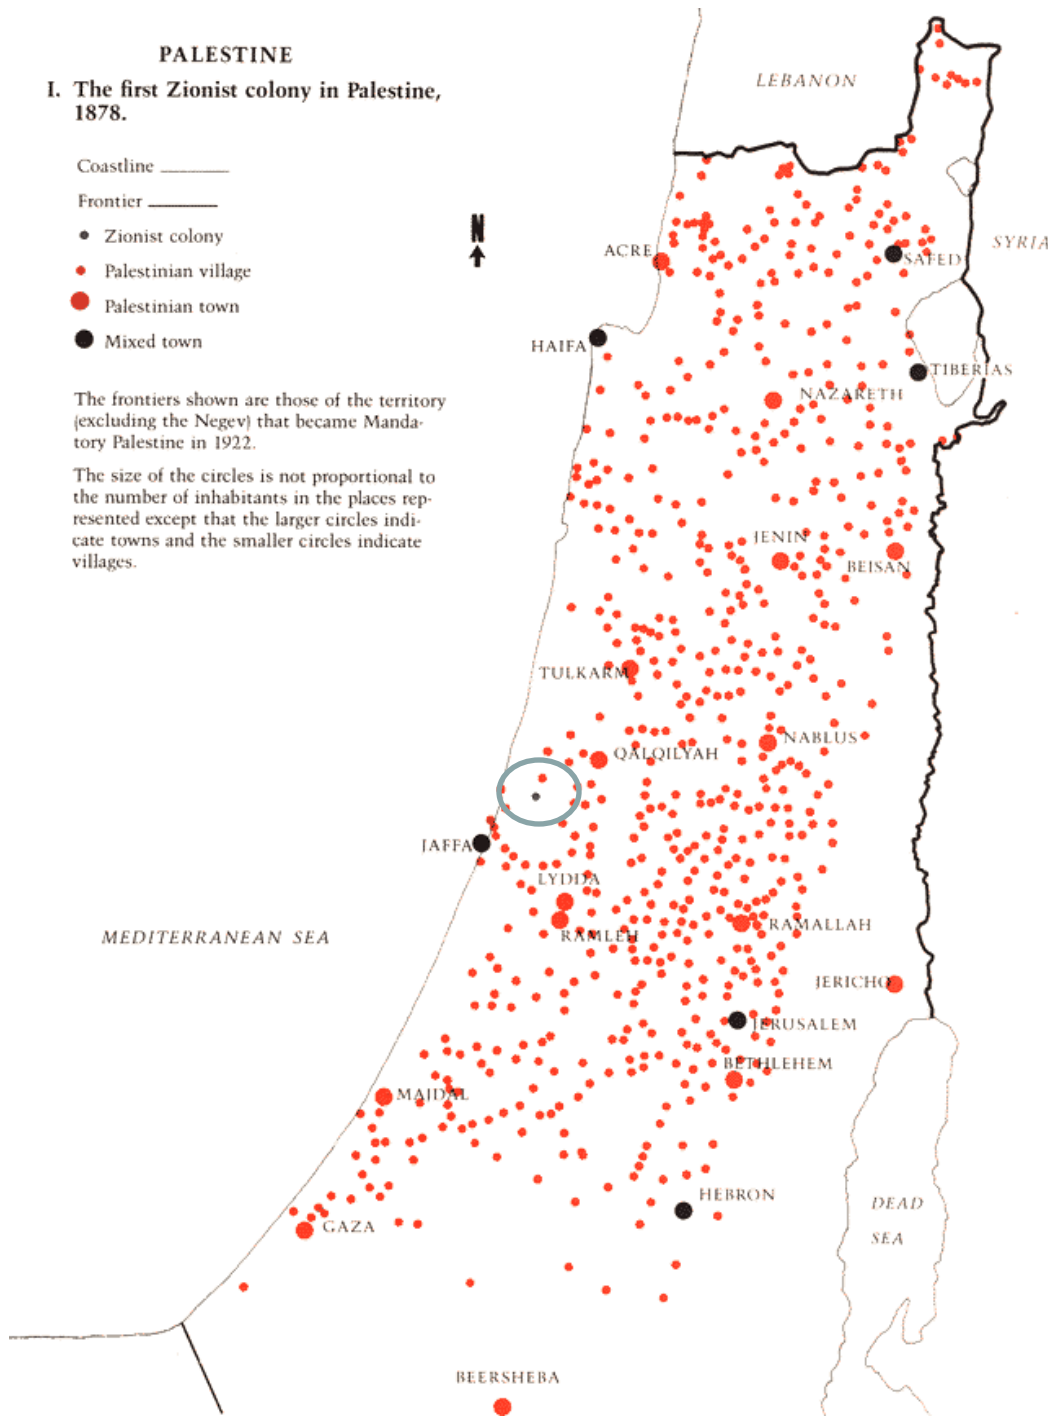 PALESTINE
I. The first Zionist colony in Palestine,
1878.
Coastline
Frontier
Zionist colony
Palestinian village
Palestinian town
Mixed town
The frontiers shown are those of the territory
(excluding the Negev) that became Manda-
tory Palestine in 1922.
The size of the circles is not proportional to
the number of inhabitants in the places rep-
resented except that the larger circles indi-
cate towns and the smaller circles indicate
villages.
N
LEBANON
SYRIA
ACRE
SAFED
HAIFA
TIBERIAS
NAZARETH
JENIN
BEISAN
TULKARM
NABLUS
QALQILYAH
JAFFA
LYDDA
RAMLEH
RAMALLAH
MEDITERRANEAN SEA
JERICHO
JERUSALEM
BETHLEHEM
MAJDAL
HEBRON
DEAD
SEA
GAZA
BEERSHEBA